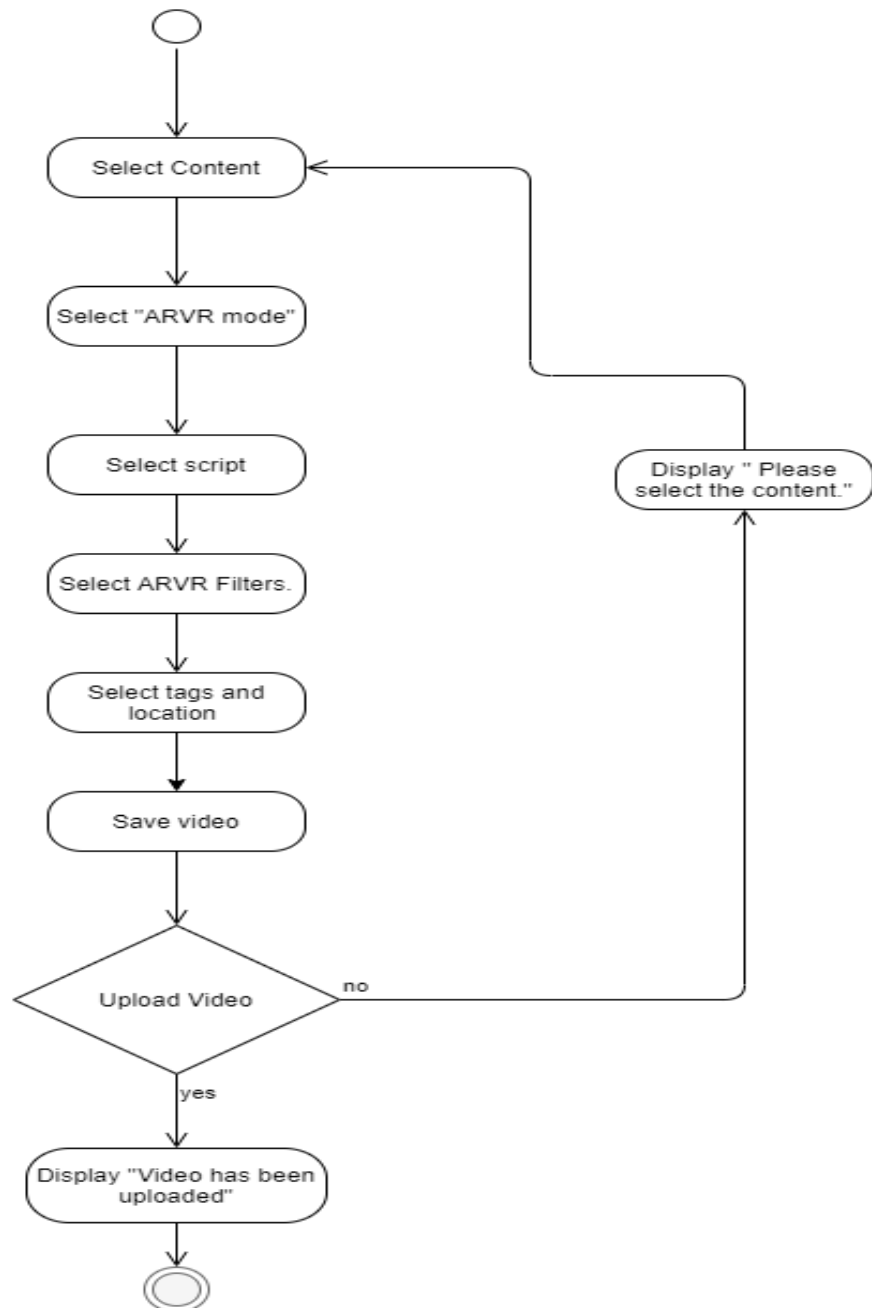 Select Content
Select "ARVR mode"
Select script
Display " Please
select the content."
Select ARVR Filters.
Select tags and
location
Save video
Upload Video
no
yes
Display "Video has been
uploaded"